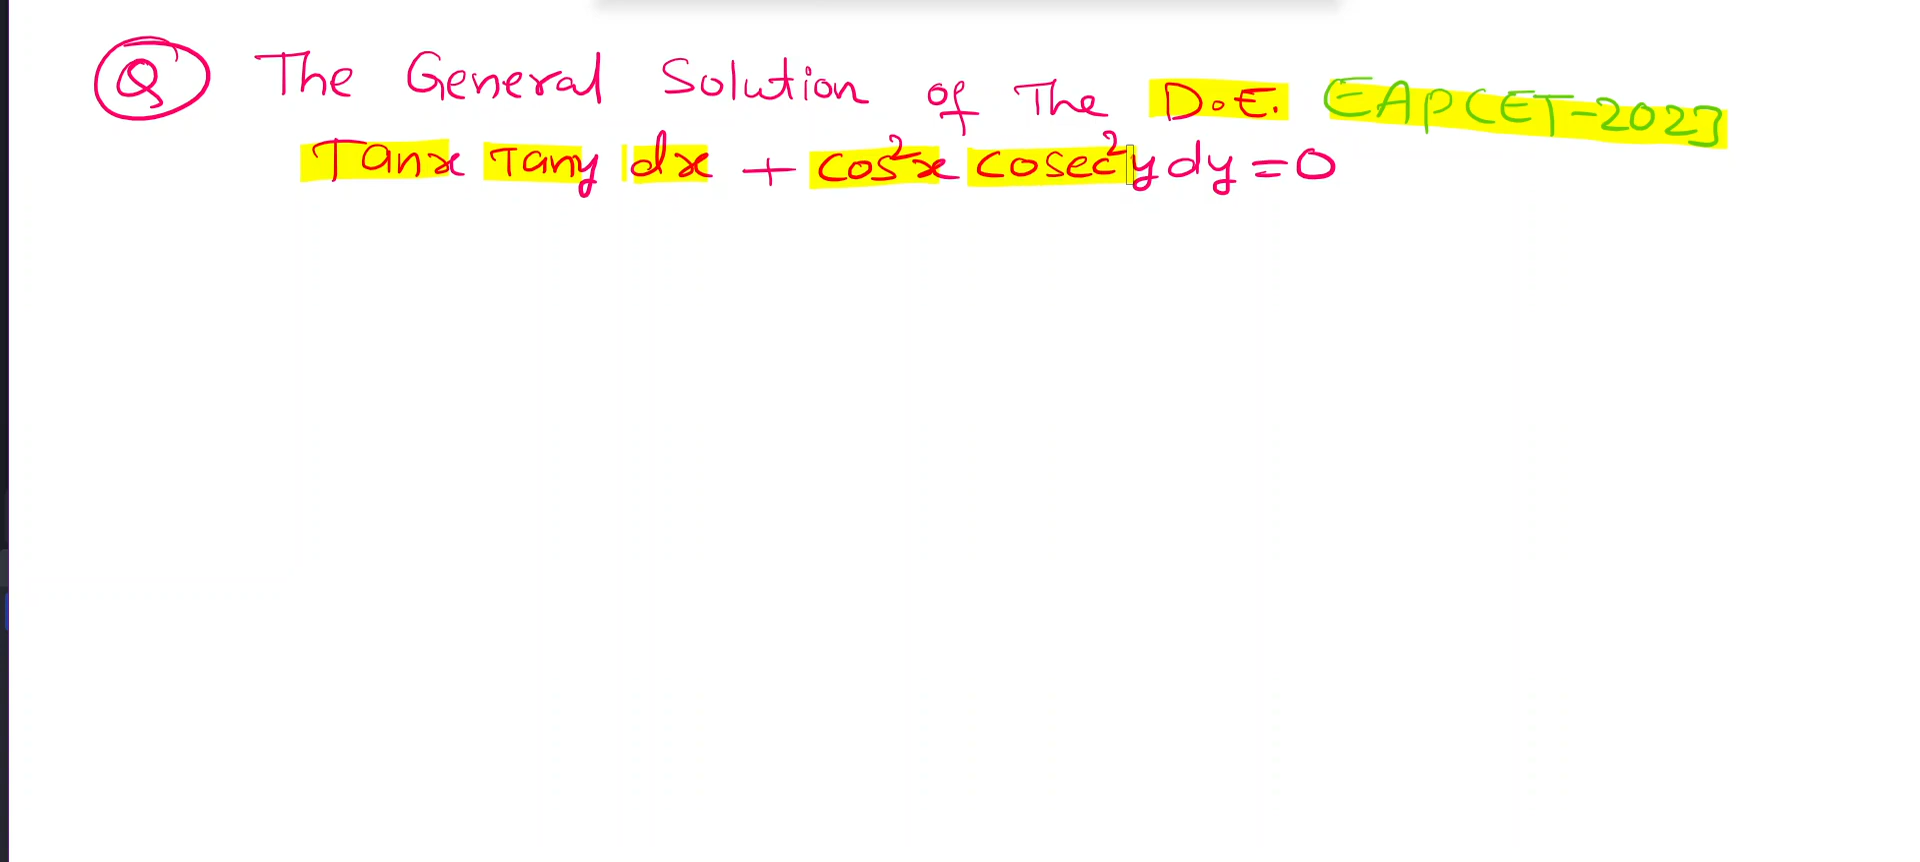 Q The General Solution of The D.E. EAPCET-2023
Tanx Tany dx + cos²x cosec²y dy = 0